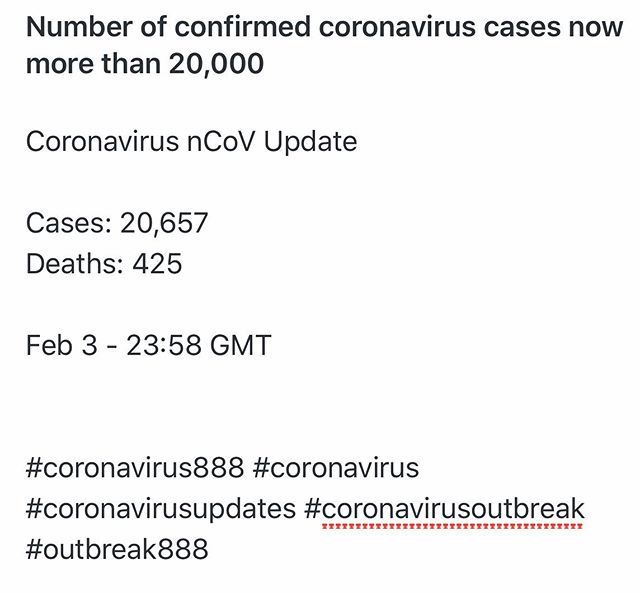 Number of confirmed coronavirus cases now
more than 20,000
Coronavirus nCoV Update
Cases: 20,657
Deaths: 425
Feb 3 - 23:58 GMT
#coronavirus888 #coronavirus
#coronavirusupdates #coronavirusoutbreak
#outbreak888